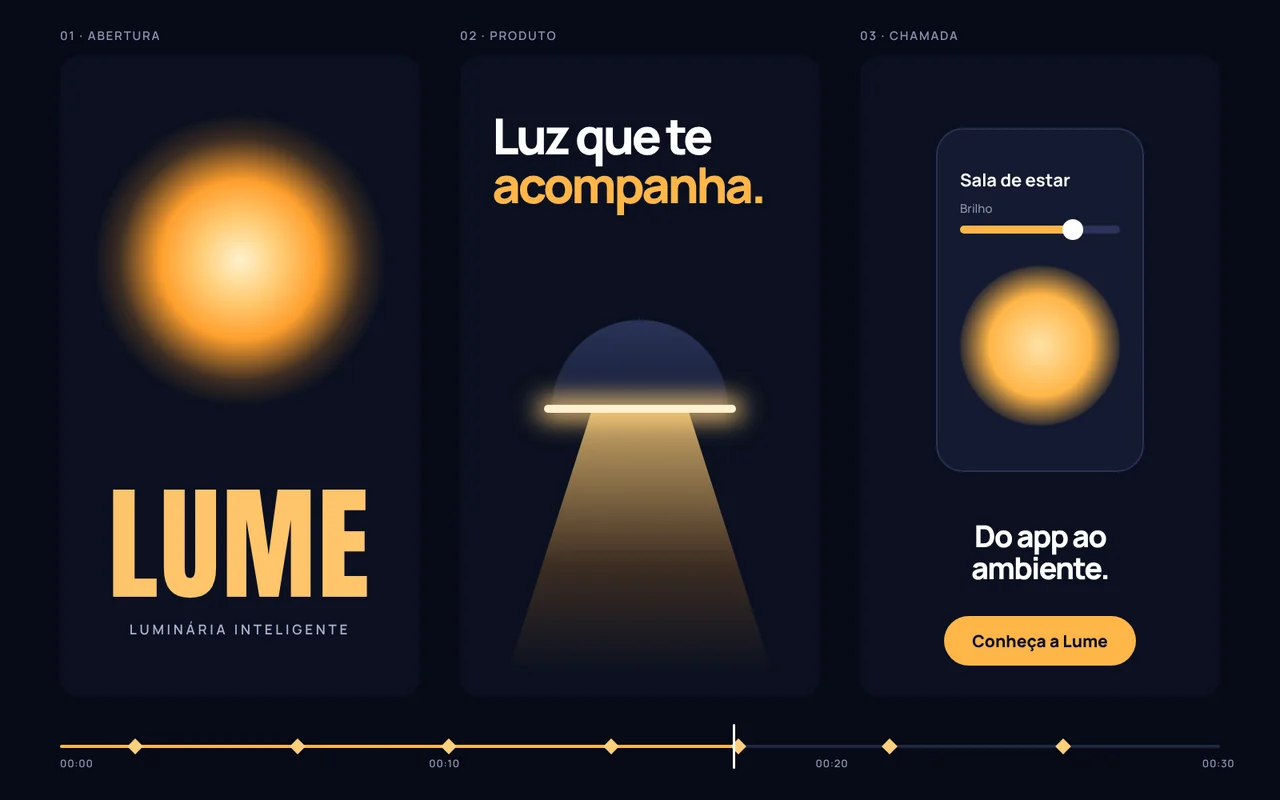 01 · ABERTURA
LUME
LUMINÁRIA INTELIGENTE
02 · PRODUTO
Luz que te
acompanha.
03 · CHAMADA
Sala de estar
Brilho
Do app ao
ambiente.
Conheça a Lume
00:00
00:10
00:20
00:30